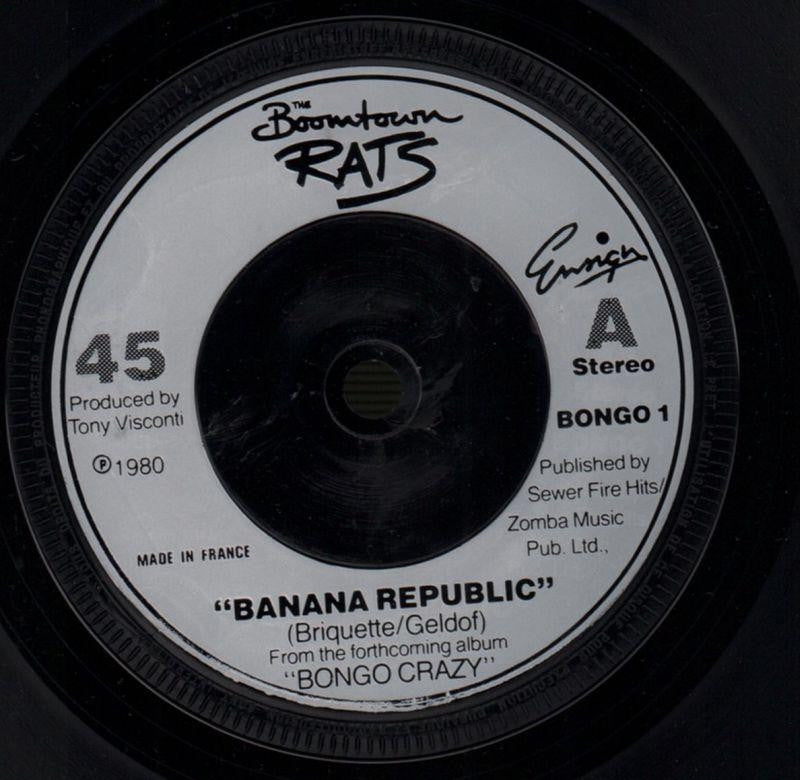 THE
Boomtown
RATS
Ensign
A
45
Stereo
Produced by
Tony Visconti
BONGO 1
℗ 1980
Published by
Sewer Fire Hits/
Zomba Music
Pub. Ltd.,
MADE IN FRANCE
"BANANA REPUBLIC"
(Briquette/Geldof)
From the forthcoming album
"BONGO CRAZY"